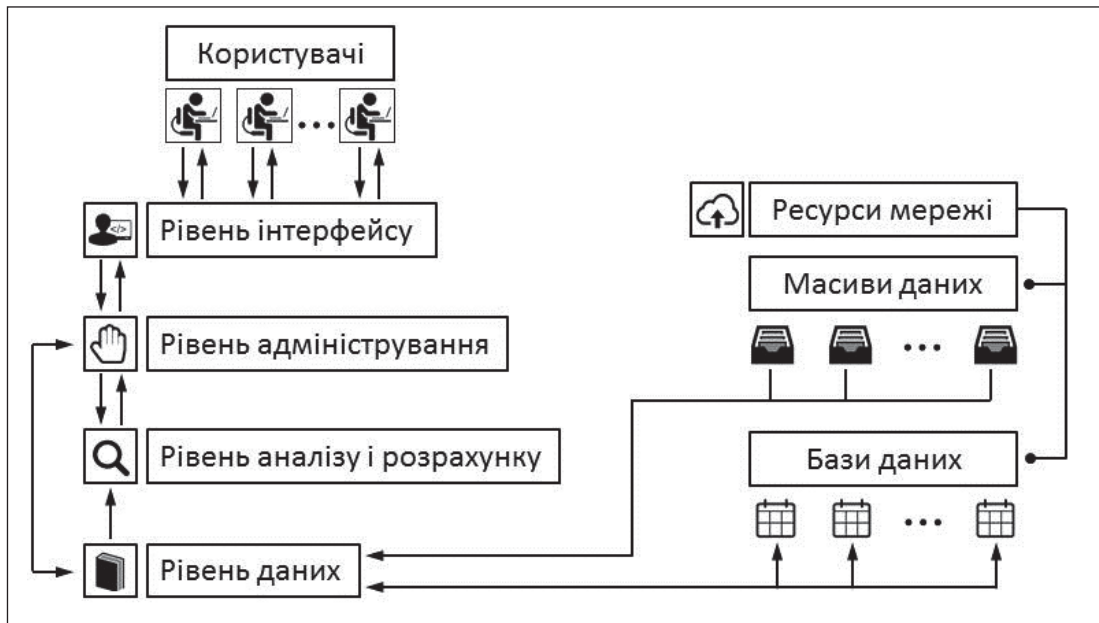 Користувачі
Рівень інтерфейсу
Рівень адміністрування
Рівень аналізу і розрахунку
Рівень даних
Ресурси мережі
Масиви даних
Бази даних